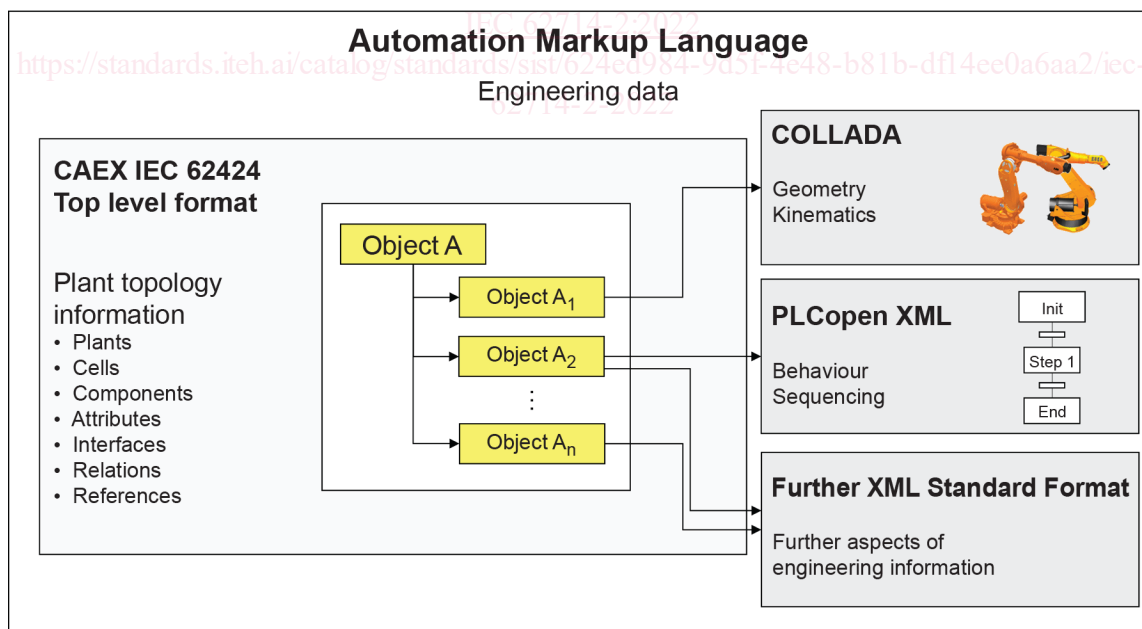 IEC 62714-2:2022
Automation Markup Language
https://standards.iteh.ai/catalog/standards/sist/624ed984-9d5f-4e48-b81b-df14ee0a6aa2/iec-
Engineering data
62714-2-2022
CAEX IEC 62424
Top level format
Plant topology
information
• Plants
• Cells
• Components
• Attributes
• Interfaces
• Relations
• References
Object A
Object A1
Object A2
⋮
Object An
COLLADA
Geometry
Kinematics
PLCopen XML
Behaviour
Sequencing
Init
Step 1
End
Further XML Standard Format
Further aspects of
engineering information